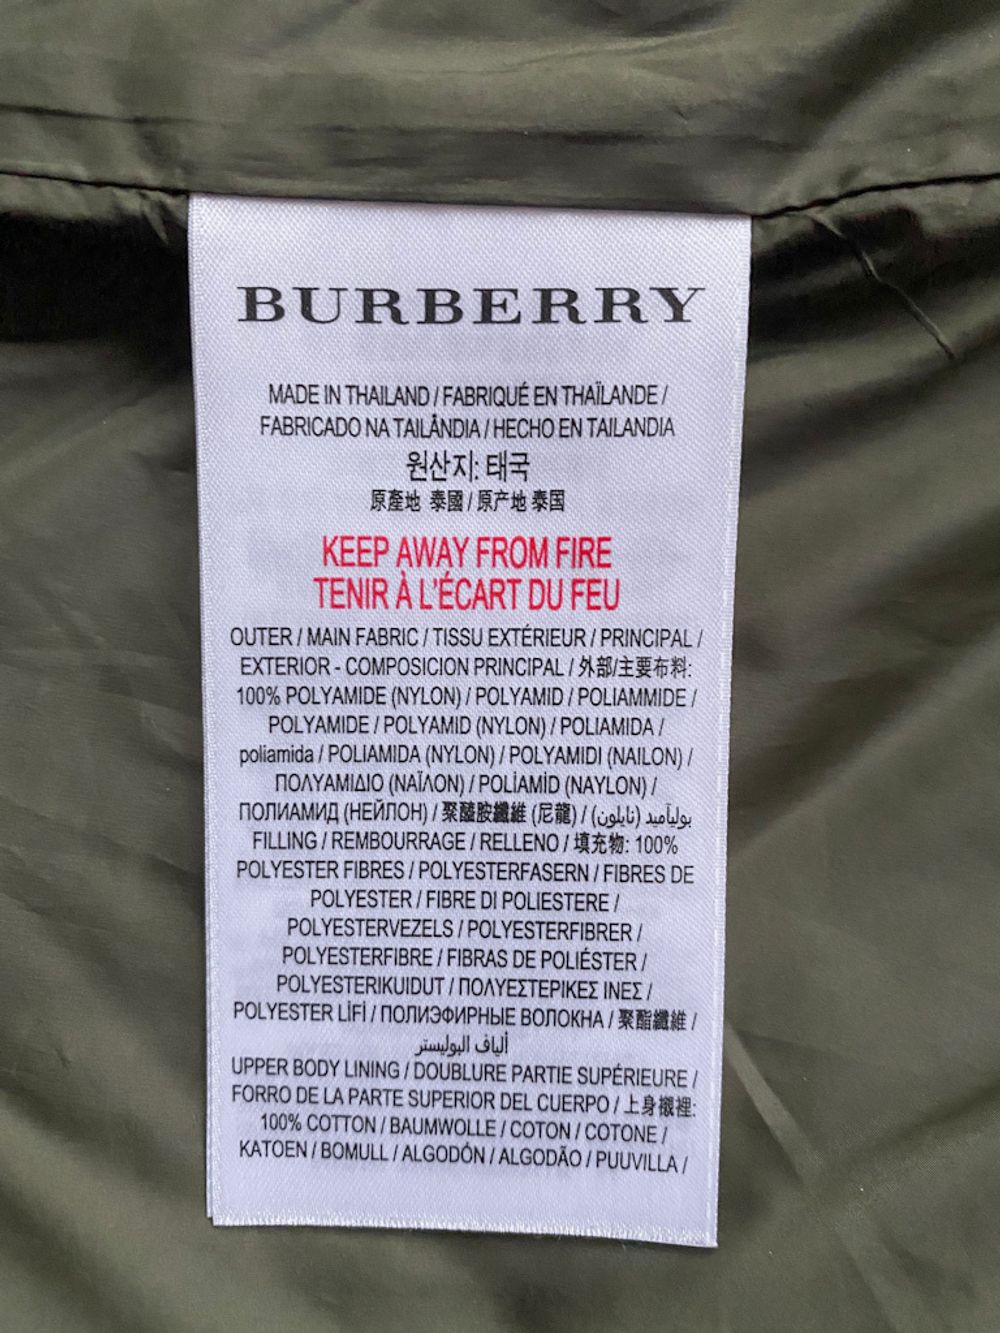 BURBERRY
MADE IN THAILAND / FABRIQUÉ EN THAÏLANDE /
FABRICADO NA TAILÂNDIA / HECHO EN TAILANDIA
원산지: 태국
原產地 泰國 / 原产地 泰国
KEEP AWAY FROM FIRE
TENIR À L'ÉCART DU FEU
OUTER / MAIN FABRIC / TISSU EXTÉRIEUR / PRINCIPAL /
EXTERIOR - COMPOSICION PRINCIPAL / 外部/主要布料:
100% POLYAMIDE (NYLON) / POLYAMID / POLIAMMIDE /
POLYAMIDE / POLYAMID (NYLON) / POLIAMIDA /
poliamida / POLIAMIDA (NYLON) / POLYAMIDI (NAILON) /
ΠΟΛΥΑΜΙΔΙΟ (ΝΑΪΛΟΝ) / POLİAMİD (NAYLON) /
ПОЛИАМИД (НЕЙЛОН) / 聚醯胺纖維 (尼龍) / بوليآميد (نايلون)
FILLING / REMBOURRAGE / RELLENO / 填充物: 100%
POLYESTER FIBRES / POLYESTERFASERN / FIBRES DE
POLYESTER / FIBRE DI POLIESTERE /
POLYESTERVEZELS / POLYESTERFIBRER /
POLYESTERFIBRE / FIBRAS DE POLIÉSTER /
POLYESTERIKUIDUT / ΠΟΛΥΕΣΤΕΡΙΚΕΣ ΙΝΕΣ /
POLYESTER LİFİ / ПОЛИЭФИРНЫЕ ВОЛОКНА / 聚酯纖維 /
ألياف البوليستر
UPPER BODY LINING / DOUBLURE PARTIE SUPÉRIEURE /
FORRO DE LA PARTE SUPERIOR DEL CUERPO / 上身襯裡:
100% COTTON / BAUMWOLLE / COTON / COTONE /
KATOEN / BOMULL / ALGODÓN / ALGODÃO / PUUVILLA /